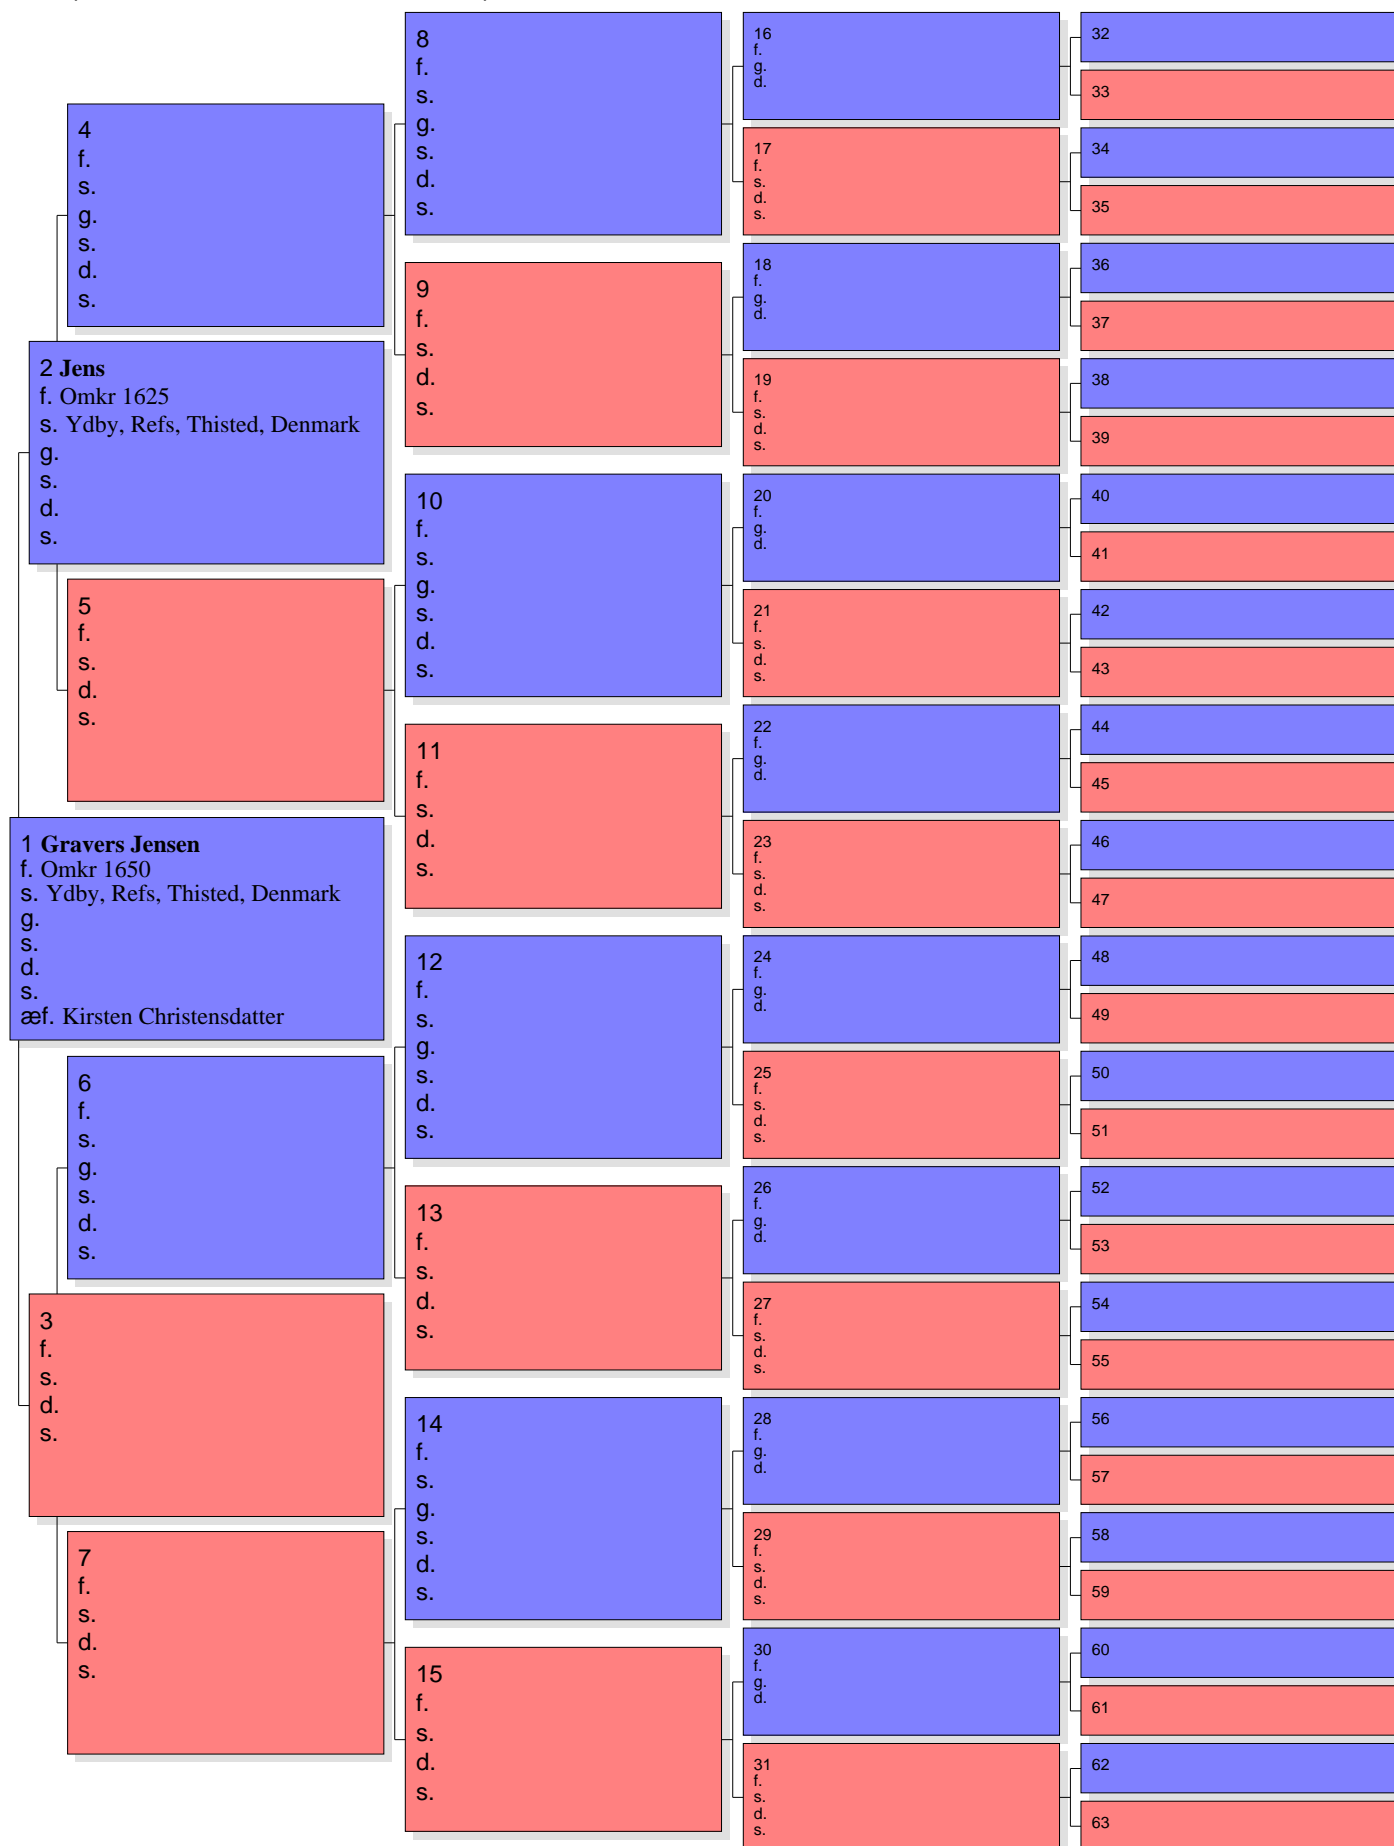 8
f.
s.
g.
s.
d.
s.
16
f.
g.
d.
32
33
4
f.
s.
g.
s.
d.
s.
17
f.
s.
d.
s.
34
35
9
f.
s.
d.
s.
18
f.
g.
d.
36
37
2 Jens
f. Omkr 1625
s. Ydby, Refs, Thisted, Denmark
g.
s.
d.
s.
19
f.
s.
d.
s.
38
39
10
f.
s.
g.
s.
d.
s.
20
f.
g.
d.
40
41
5
f.
s.
d.
s.
21
f.
s.
d.
s.
42
43
11
f.
s.
d.
s.
22
f.
g.
d.
44
45
1 Gravers Jensen
f. Omkr 1650
s. Ydby, Refs, Thisted, Denmark
g.
s.
d.
s.
æf. Kirsten Christensdatter
23
f.
s.
d.
s.
46
47
12
f.
s.
g.
s.
d.
s.
24
f.
g.
d.
48
49
6
f.
s.
g.
s.
d.
s.
25
f.
s.
d.
s.
50
51
13
f.
s.
d.
s.
26
f.
g.
d.
52
53
3
f.
s.
d.
s.
27
f.
s.
d.
s.
54
55
14
f.
s.
g.
s.
d.
s.
28
f.
g.
d.
56
57
7
f.
s.
d.
s.
29
f.
s.
d.
s.
58
59
15
f.
s.
d.
s.
30
f.
g.
d.
60
61
31
f.
s.
d.
s.
62
63